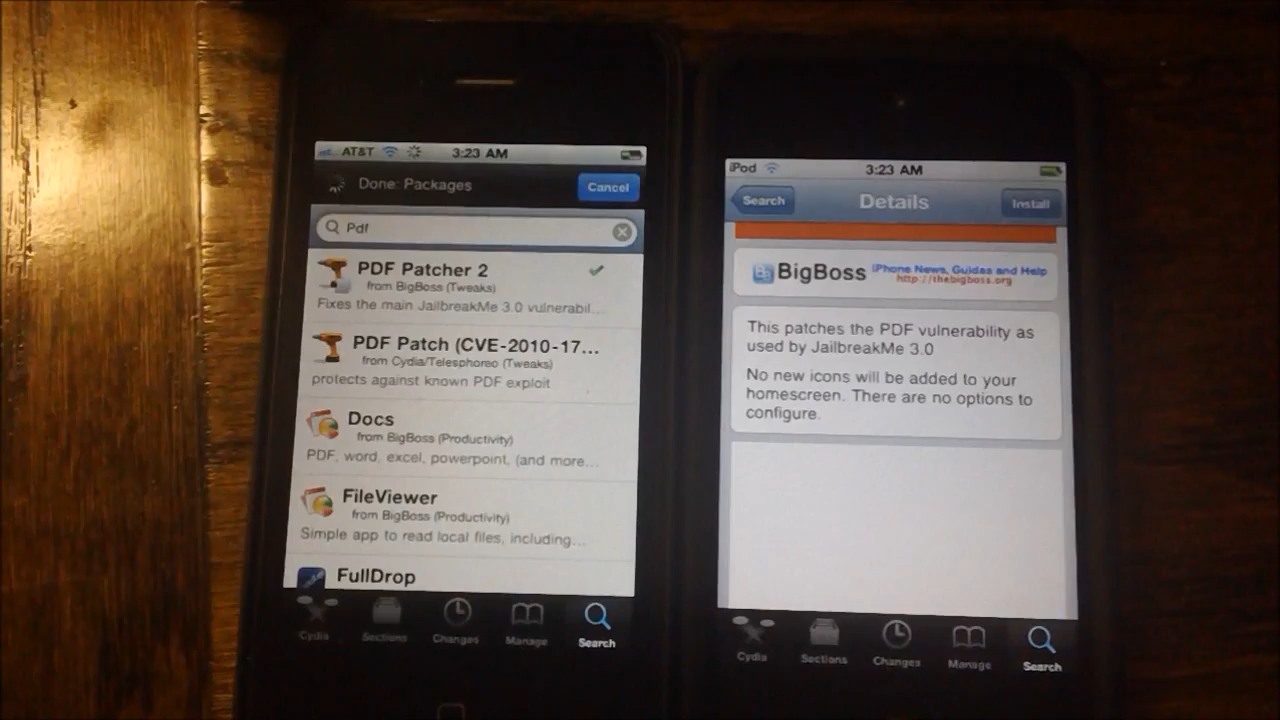 AT&T 3:23 AM
Done: Packages
Cancel
Pdf
PDF Patcher 2
from BigBoss (Tweaks)
Fixes the main JailbreakMe 3.0 vulnerabil...
PDF Patch (CVE-2010-17...
from Cydia/Telesphoreo (Tweaks)
protects against known PDF exploit
Docs
from BigBoss (Productivity)
PDF, word, excel, powerpoint, (and more...
FileViewer
from BigBoss (Productivity)
Simple app to read local files, including...
FullDrop
Cydia Sections Changes Manage Search
iPod 3:23 AM
Search Details Install
BigBoss iPhone News, Guides and Help
http://thebigboss.org
This patches the PDF vulnerability as
used by JailbreakMe 3.0
No new icons will be added to your
homescreen. There are no options to
configure.
Cydia Sections Changes Manage Search